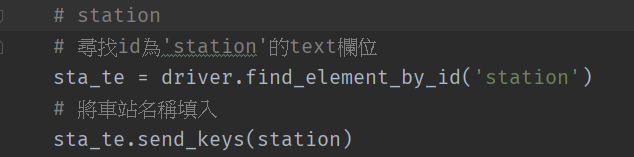 # station
# 尋找id為'station'的text欄位
sta_te = driver.find_element_by_id('station')
# 將車站名稱填入
sta_te.send_keys(station)